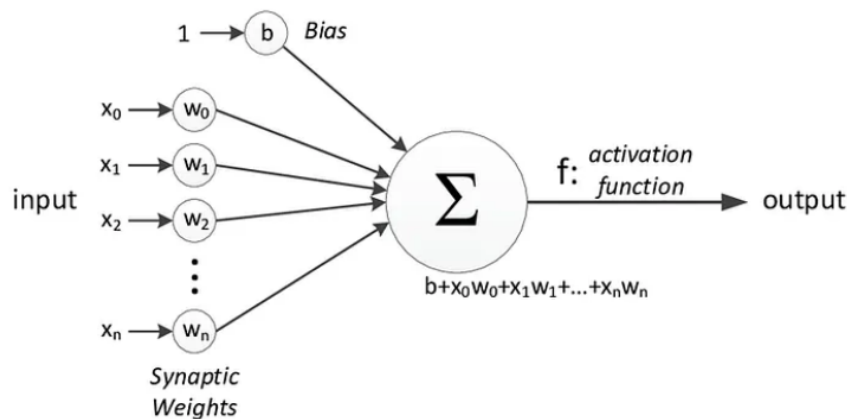 1 b Bias
x₀ w₀
x₁ w₁
f: activation function
input
x₂ w₂
Σ
output
⋮
b+x₀w₀+x₁w₁+...+xₙwₙ
xₙ wₙ
Synaptic
Weights